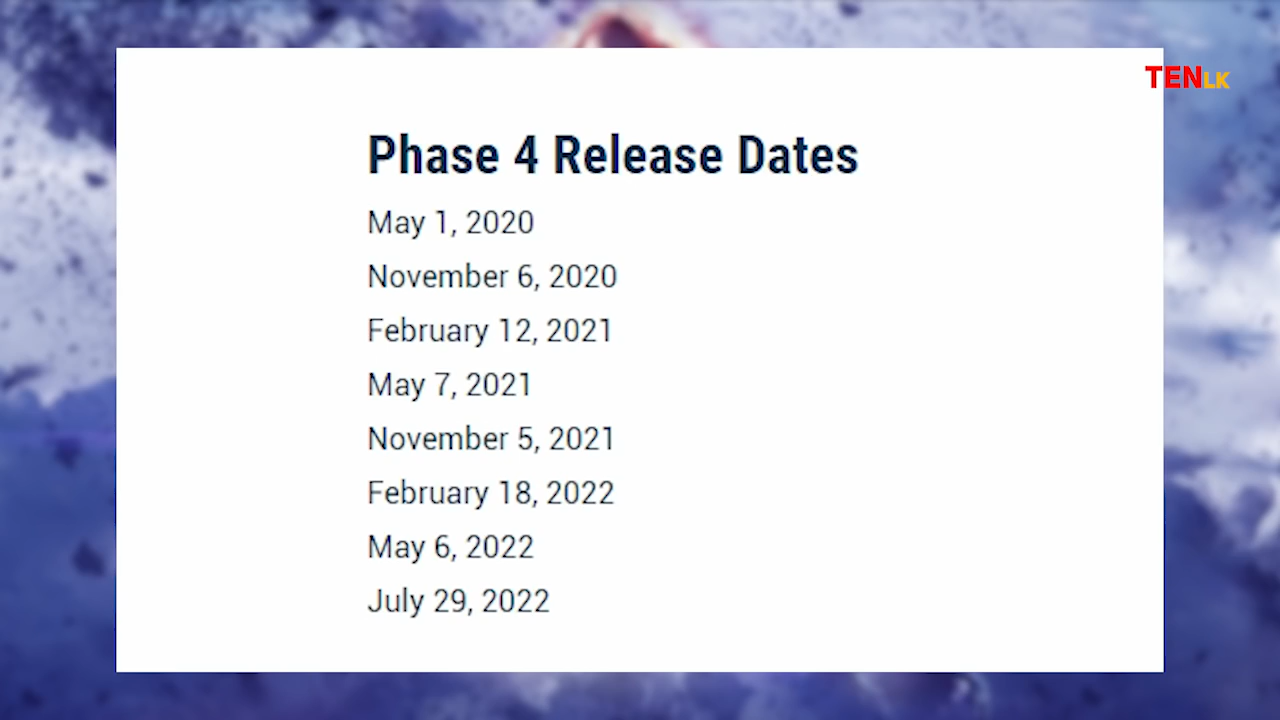 TENLK
Phase 4 Release Dates
May 1, 2020
November 6, 2020
February 12, 2021
May 7, 2021
November 5, 2021
February 18, 2022
May 6, 2022
July 29, 2022